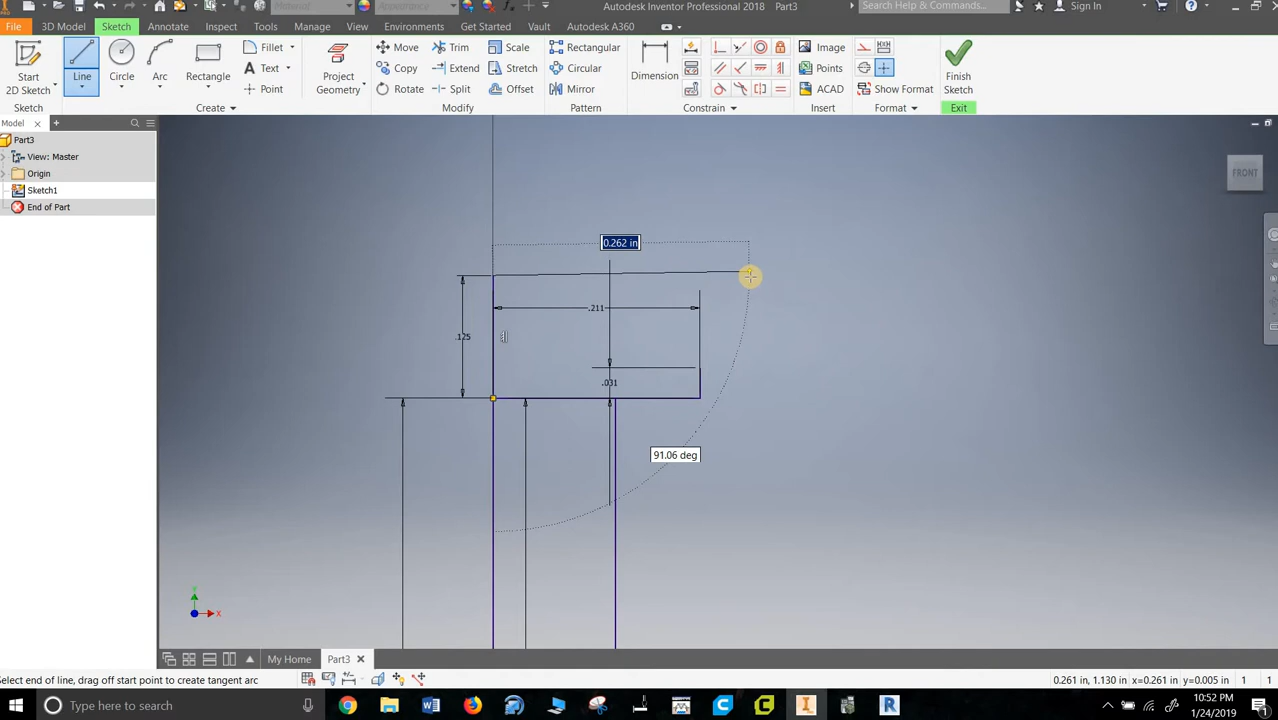 Material Appearance Autodesk Inventor Professional 2018 Part3 Search Help & Commands... Sign In
File 3D Model Sketch Annotate Inspect Tools Manage View Environments Get Started Vault Autodesk A360
Start 2D Sketch Line Circle Arc Rectangle Fillet Text Point Project Geometry Move Copy Rotate Trim Extend Split Scale Stretch Offset Rectangular Circular Mirror Dimension Image Points ACAD Show Format Finish Sketch
Sketch Create Modify Pattern Constrain Insert Format Exit
Model
Part3
View: Master
Origin
Sketch1
End of Part
FRONT
0.262 in
.211
.125
.031
91.06 deg
Y
X
My Home Part3
Select end of line, drag off start point to create tangent arc 0.261 in, 1.130 in x=0.261 in y=0.005 in 1 1
Type here to search 10:52 PM
1/24/2019